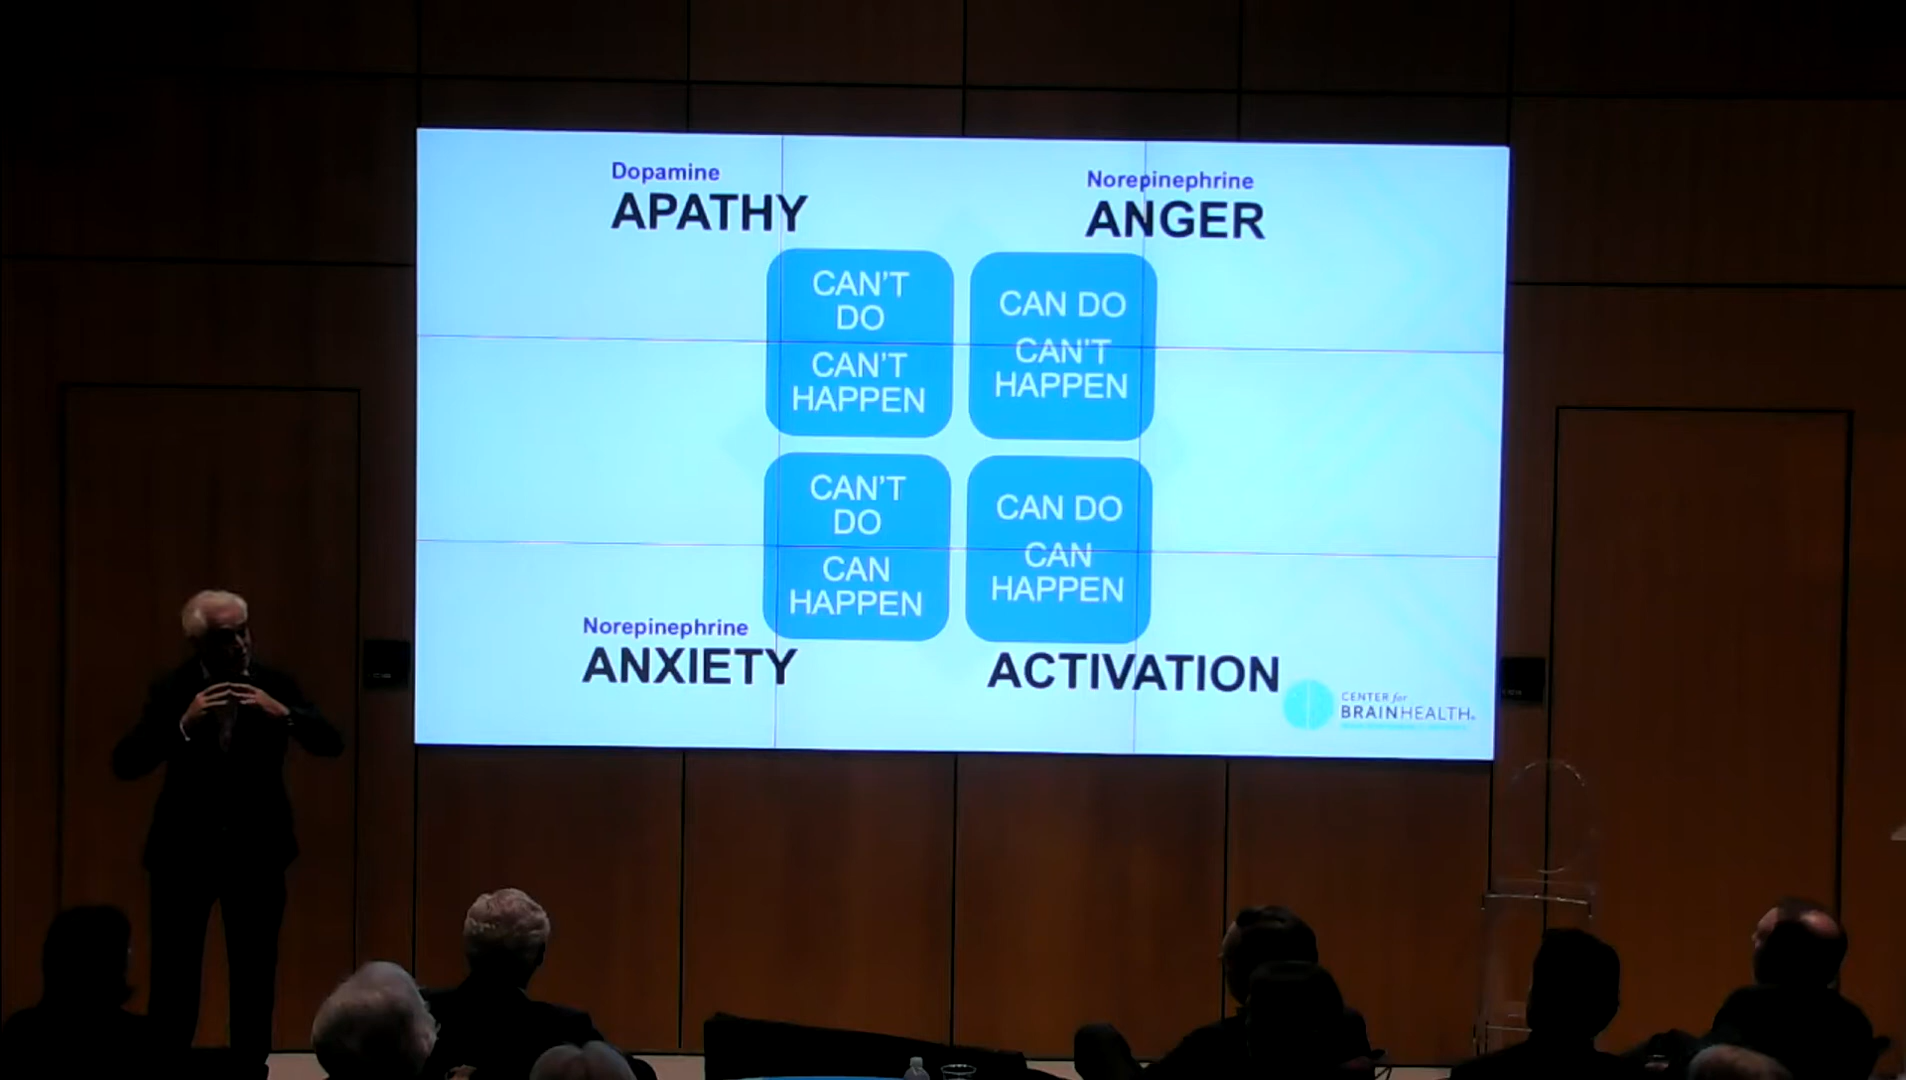 Dopamine
APATHY
Norepinephrine
ANGER
CAN'T
DO
CAN'T
HAPPEN
CAN DO
CAN'T
HAPPEN
CAN'T
DO
CAN
HAPPEN
CAN DO
CAN
HAPPEN
Norepinephrine
ANXIETY
ACTIVATION
CENTER for
BRAINHEALTH®